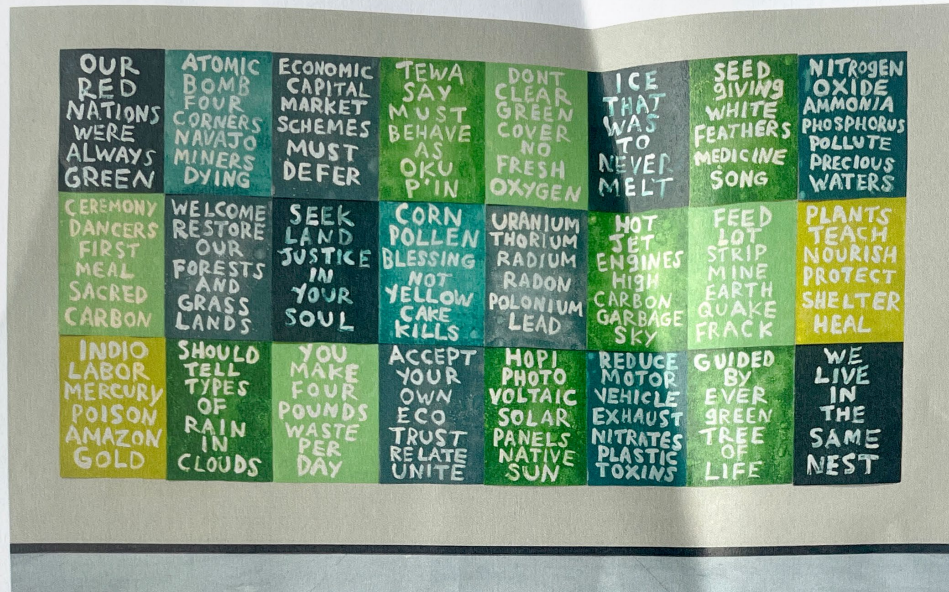 OUR
RED
NATIONS
WERE
ALWAYS
GREEN
ATOMIC
BOMB
FOUR
CORNERS
NAVAJO
MINERS
DYING
ECONOMIC
CAPITAL
MARKET
SCHEMES
MUST
DEFER
TEWA
SAY
MUST
BEHAVE
AS
OKU
P'IN
DONT
CLEAR
GREEN
COVER
NO
FRESH
OXYGEN
ICE
THAT
WAS
TO
NEVER
MELT
SEED
giving
WHITE
FEATHERS
MEDICINE
SONG
NITROGEN
OXIDE
AMMONIA
PHOSPHORUS
POLLUTE
PRECIOUS
WATERS
CEREMONY
DANCERS
FIRST
MEAL
SACRED
CARBON
WELCOME
RESTORE
OUR
FORESTS
AND
GRASS
LANDS
SEEK
LAND
JUSTICE
IN
YOUR
SOUL
CORN
POLLEN
BLESSING
NOT
YELLOW
CAKE
KILLS
URANIUM
THORIUM
RADIUM
RADON
POLONIUM
LEAD
HOT
JET
ENGINES
HIGH
CARBON
GARBAGE
SKY
FEED
LOT
STRIP
MINE
EARTH
QUAKE
FRACK
PLANTS
TEACH
NOURISH
PROTECT
SHELTER
HEAL
INDIO
LABOR
MERCURY
POISON
AMAZON
GOLD
SHOULD
TELL
TYPES
OF
RAIN
IN
CLOUDS
YOU
MAKE
FOUR
POUNDS
WASTE
PER
DAY
ACCEPT
YOUR
OWN
ECO
TRUST
RELATE
UNITE
HOPI
PHOTO
VOLTAIC
SOLAR
PANELS
NATIVE
SUN
REDUCE
MOTOR
VEHICLE
EXHAUST
NITRATES
PLASTIC
TOXINS
GUIDED
BY
EVER
gREEN
TREE
OF
LIFE
WE
LIVE
IN
THE
SAME
NEST